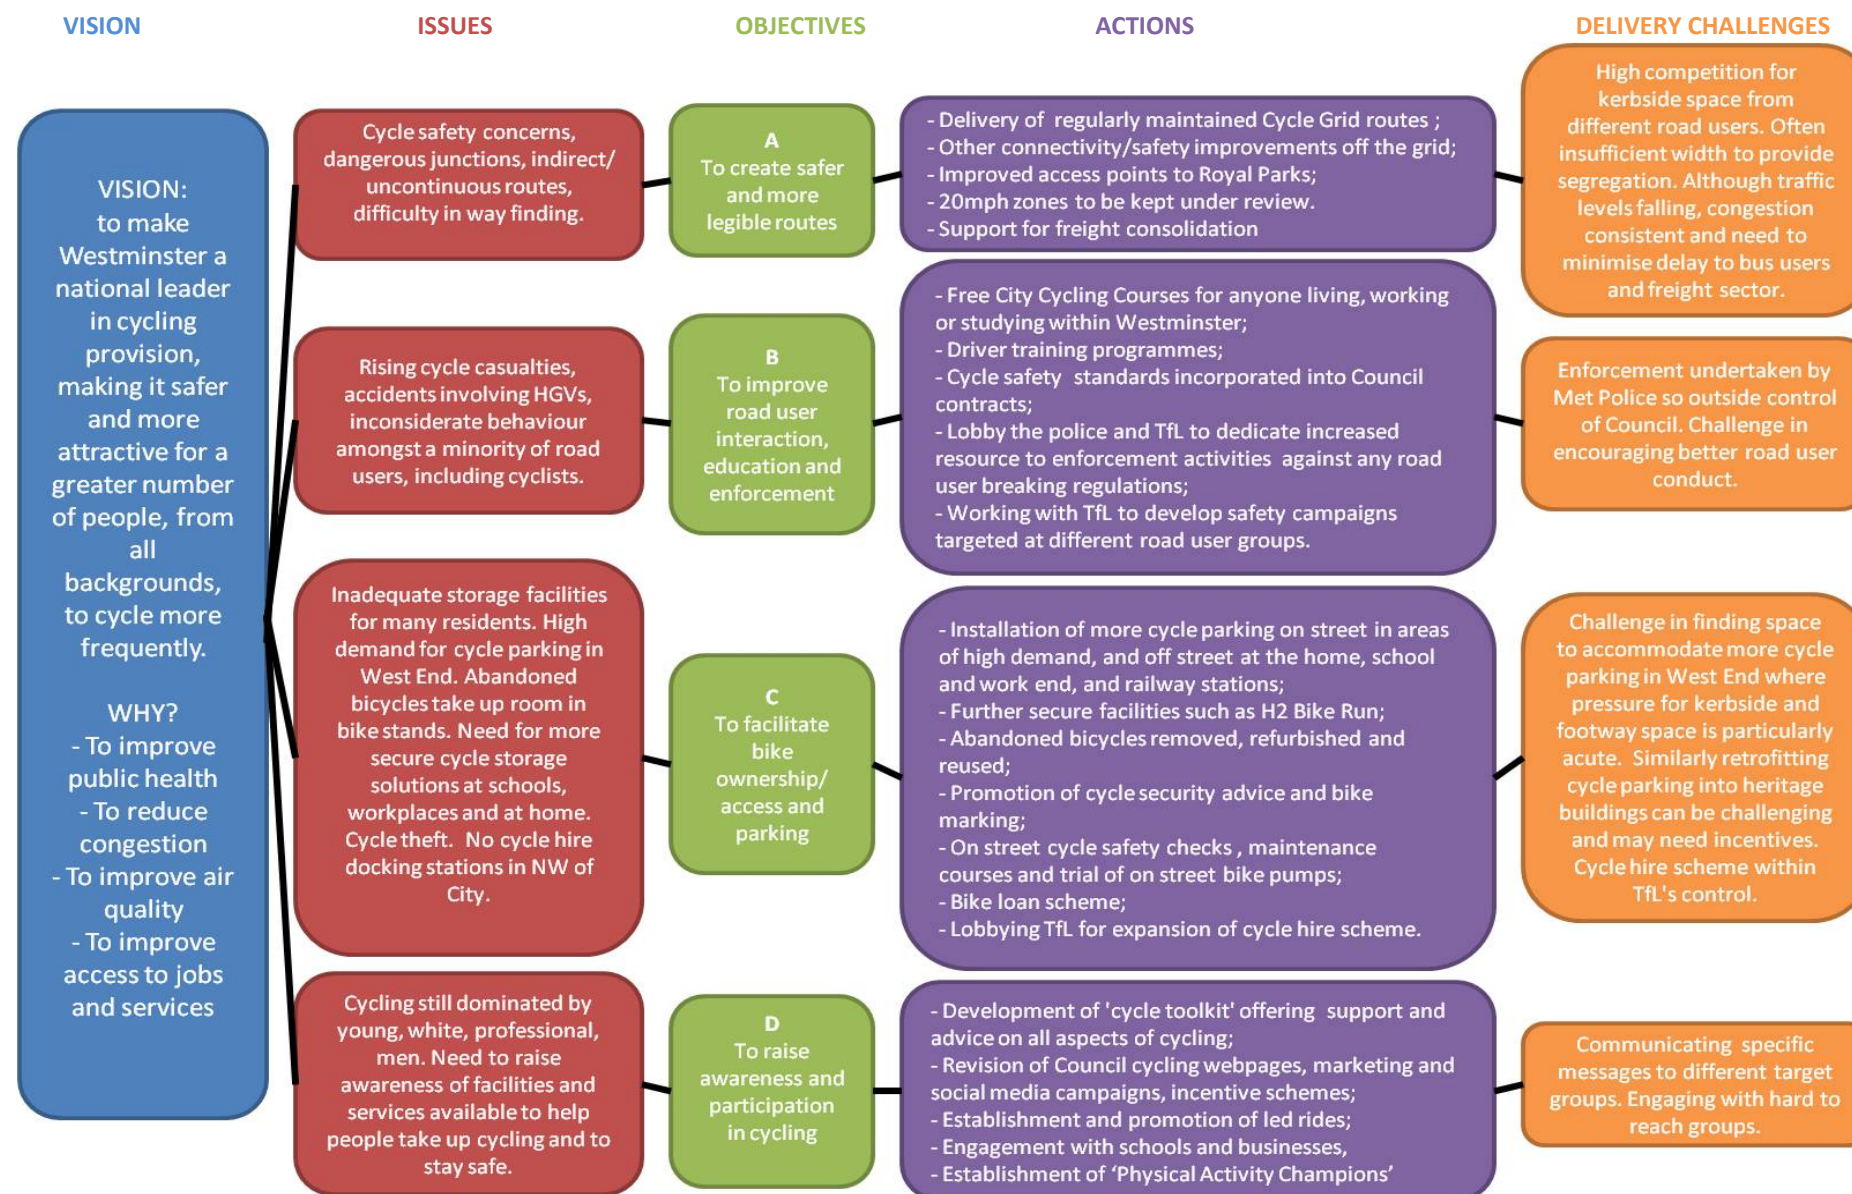 VISION
ISSUES
OBJECTIVES
ACTIONS
DELIVERY CHALLENGES
VISION:
to make
Westminster a
national leader
in cycling
provision,
making it safer
and more
attractive for a
greater number
of people, from
all
backgrounds,
to cycle more
frequently.
WHY?
- To improve
public health
- To reduce
congestion
- To improve air
quality
- To improve
access to jobs
and services
Cycle safety concerns,
dangerous junctions, indirect/
uncontinuous routes,
difficulty in way finding.
A
To create safer
and more
legible routes
- Delivery of regularly maintained Cycle Grid routes ;
- Other connectivity/safety improvements off the grid;
- Improved access points to Royal Parks;
- 20mph zones to be kept under review.
- Support for freight consolidation
High competition for
kerbside space from
different road users. Often
insufficient width to provide
segregation. Although traffic
levels falling, congestion
consistent and need to
minimise delay to bus users
and freight sector.
Rising cycle casualties,
accidents involving HGVs,
inconsiderate behaviour
amongst a minority of road
users, including cyclists.
B
To improve
road user
interaction,
education and
enforcement
- Free City Cycling Courses for anyone living, working
or studying within Westminster;
- Driver training programmes;
- Cycle safety standards incorporated into Council
contracts;
- Lobby the police and TfL to dedicate increased
resource to enforcement activities against any road
user breaking regulations;
- Working with TfL to develop safety campaigns
targeted at different road user groups.
Enforcement undertaken by
Met Police so outside control
of Council. Challenge in
encouraging better road user
conduct.
Inadequate storage facilities
for many residents. High
demand for cycle parking in
West End. Abandoned
bicycles take up room in
bike stands. Need for more
secure cycle storage
solutions at schools,
workplaces and at home.
Cycle theft. No cycle hire
docking stations in NW of
City.
C
To facilitate
bike
ownership/
access and
parking
- Installation of more cycle parking on street in areas
of high demand, and off street at the home, school
and work end, and railway stations;
- Further secure facilities such as H2 Bike Run;
- Abandoned bicycles removed, refurbished and
reused;
- Promotion of cycle security advice and bike
marking;
- On street cycle safety checks , maintenance
courses and trial of on street bike pumps;
- Bike loan scheme;
- Lobbying TfL for expansion of cycle hire scheme.
Challenge in finding space
to accommodate more cycle
parking in West End where
pressure for kerbside and
footway space is particularly
acute. Similarly retrofitting
cycle parking into heritage
buildings can be challenging
and may need incentives.
Cycle hire scheme within
TfL's control.
Cycling still dominated by
young, white, professional,
men. Need to raise
awareness of facilities and
services available to help
people take up cycling and to
stay safe.
D
To raise
awareness and
participation
in cycling
- Development of 'cycle toolkit' offering support and
advice on all aspects of cycling;
- Revision of Council cycling webpages, marketing and
social media campaigns, incentive schemes;
- Establishment and promotion of led rides;
- Engagement with schools and businesses,
- Establishment of ‘Physical Activity Champions’
Communicating specific
messages to different target
groups. Engaging with hard to
reach groups.